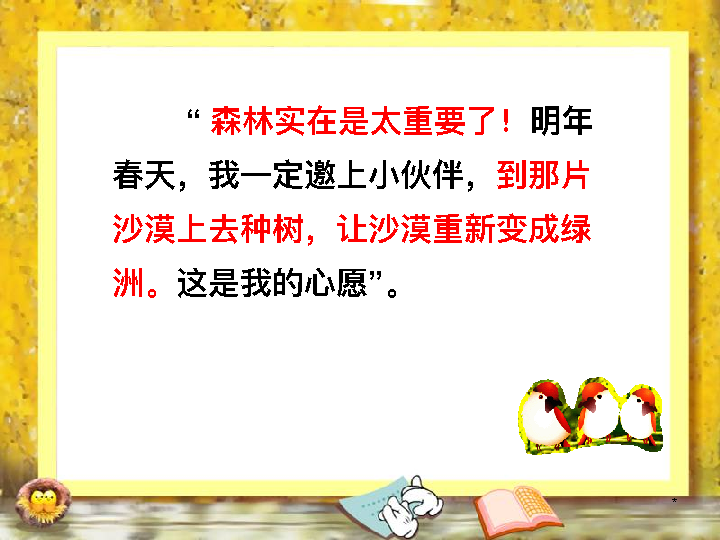 “ 森林实在是太重要了！明年
春天，我一定邀上小伙伴，到那片
沙漠上去种树，让沙漠重新变成绿
洲。这是我的心愿”。
*